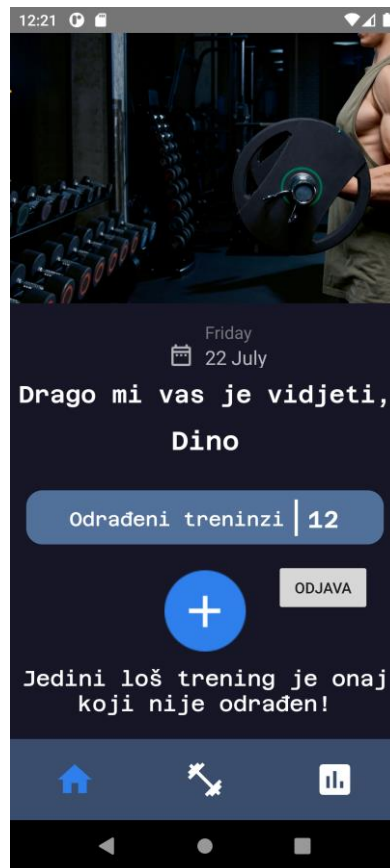 12:21
Friday
22 July
Drago mi vas je vidjeti,
Dino
Odrađeni treninzi 12
ODJAVA
Jedini loš trening je onaj
koji nije odrađen!